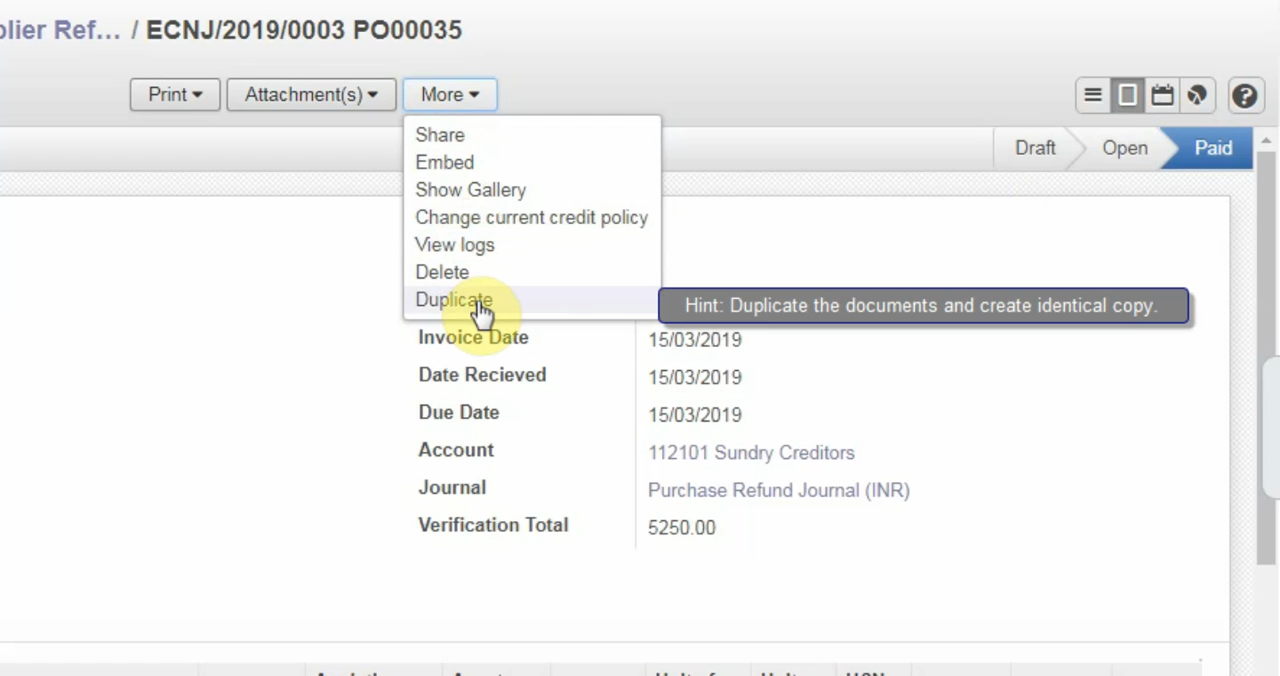 plier Ref... / ECNJ/2019/0003 PO00035
Print Attachment(s) More
Share
Embed
Show Gallery
Change current credit policy
View logs
Delete
Duplicate
Hint: Duplicate the documents and create identical copy.
Draft Open Paid
Invoice Date 15/03/2019
Date Recieved 15/03/2019
Due Date 15/03/2019
Account 112101 Sundry Creditors
Journal Purchase Refund Journal (INR)
Verification Total 5250.00